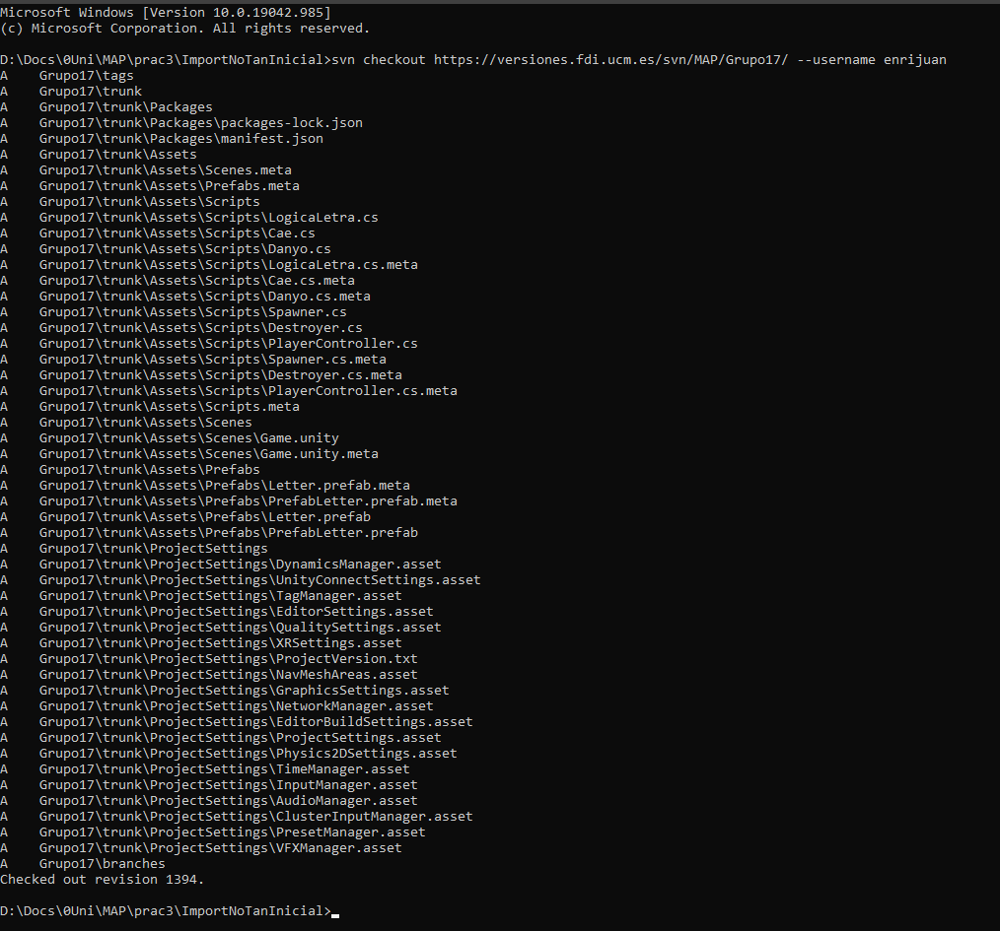 Microsoft Windows [Version 10.0.19042.985]
(c) Microsoft Corporation. All rights reserved.
D:\Docs\0Uni\MAP\prac3\ImportNoTanInicial>svn checkout https://versiones.fdi.ucm.es/svn/MAP/Grupo17/ --username enrijuan
A    Grupo17\tags
A    Grupo17\trunk
A    Grupo17\trunk\Packages
A    Grupo17\trunk\Packages\packages-lock.json
A    Grupo17\trunk\Packages\manifest.json
A    Grupo17\trunk\Assets
A    Grupo17\trunk\Assets\Scenes.meta
A    Grupo17\trunk\Assets\Prefabs.meta
A    Grupo17\trunk\Assets\Scripts
A    Grupo17\trunk\Assets\Scripts\LogicaLetra.cs
A    Grupo17\trunk\Assets\Scripts\Cae.cs
A    Grupo17\trunk\Assets\Scripts\Danyo.cs
A    Grupo17\trunk\Assets\Scripts\LogicaLetra.cs.meta
A    Grupo17\trunk\Assets\Scripts\Cae.cs.meta
A    Grupo17\trunk\Assets\Scripts\Danyo.cs.meta
A    Grupo17\trunk\Assets\Scripts\Spawner.cs
A    Grupo17\trunk\Assets\Scripts\Destroyer.cs
A    Grupo17\trunk\Assets\Scripts\PlayerController.cs
A    Grupo17\trunk\Assets\Scripts\Spawner.cs.meta
A    Grupo17\trunk\Assets\Scripts\Destroyer.cs.meta
A    Grupo17\trunk\Assets\Scripts\PlayerController.cs.meta
A    Grupo17\trunk\Assets\Scripts.meta
A    Grupo17\trunk\Assets\Scenes
A    Grupo17\trunk\Assets\Scenes\Game.unity
A    Grupo17\trunk\Assets\Scenes\Game.unity.meta
A    Grupo17\trunk\Assets\Prefabs
A    Grupo17\trunk\Assets\Prefabs\Letter.prefab.meta
A    Grupo17\trunk\Assets\Prefabs\PrefabLetter.prefab.meta
A    Grupo17\trunk\Assets\Prefabs\Letter.prefab
A    Grupo17\trunk\Assets\Prefabs\PrefabLetter.prefab
A    Grupo17\trunk\ProjectSettings
A    Grupo17\trunk\ProjectSettings\DynamicsManager.asset
A    Grupo17\trunk\ProjectSettings\UnityConnectSettings.asset
A    Grupo17\trunk\ProjectSettings\TagManager.asset
A    Grupo17\trunk\ProjectSettings\EditorSettings.asset
A    Grupo17\trunk\ProjectSettings\QualitySettings.asset
A    Grupo17\trunk\ProjectSettings\XRSettings.asset
A    Grupo17\trunk\ProjectSettings\ProjectVersion.txt
A    Grupo17\trunk\ProjectSettings\NavMeshAreas.asset
A    Grupo17\trunk\ProjectSettings\GraphicsSettings.asset
A    Grupo17\trunk\ProjectSettings\NetworkManager.asset
A    Grupo17\trunk\ProjectSettings\EditorBuildSettings.asset
A    Grupo17\trunk\ProjectSettings\ProjectSettings.asset
A    Grupo17\trunk\ProjectSettings\Physics2DSettings.asset
A    Grupo17\trunk\ProjectSettings\TimeManager.asset
A    Grupo17\trunk\ProjectSettings\InputManager.asset
A    Grupo17\trunk\ProjectSettings\AudioManager.asset
A    Grupo17\trunk\ProjectSettings\ClusterInputManager.asset
A    Grupo17\trunk\ProjectSettings\PresetManager.asset
A    Grupo17\trunk\ProjectSettings\VFXManager.asset
A    Grupo17\branches
Checked out revision 1394.
D:\Docs\0Uni\MAP\prac3\ImportNoTanInicial>